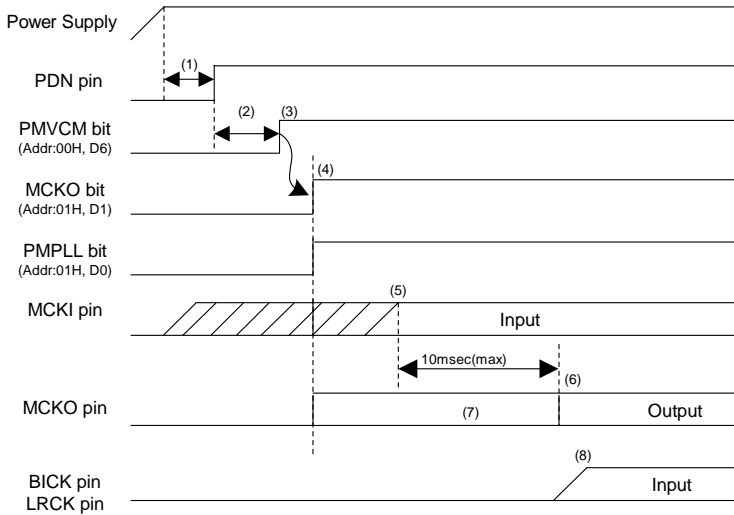 Power Supply
(1)
PDN pin
(2)
(3)
PMVCM bit
(Addr:00H, D6)
(4)
MCKO bit
(Addr:01H, D1)
PMPLL bit
(Addr:01H, D0)
(5)
MCKI pin
Input
10msec(max)
(6)
MCKO pin
(7)
Output
(8)
BICK pin
LRCK pin
Input